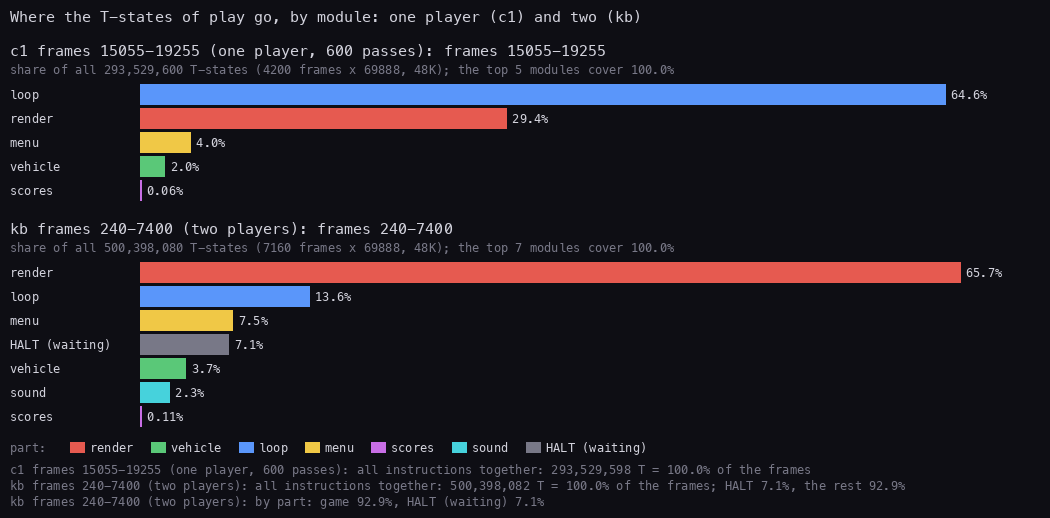 Where the T-states of play go, by module: one player (c1) and two (kb)
c1 frames 15055-19255 (one player, 600 passes): frames 15055-19255
share of all 293,529,600 T-states (4200 frames x 69888, 48K); the top 5 modules cover 100.0%
loop 64.6%
render 29.4%
menu 4.0%
vehicle 2.0%
scores 0.06%
kb frames 240-7400 (two players): frames 240-7400
share of all 500,398,080 T-states (7160 frames x 69888, 48K); the top 7 modules cover 100.0%
render 65.7%
loop 13.6%
menu 7.5%
HALT (waiting) 7.1%
vehicle 3.7%
sound 2.3%
scores 0.11%
part: render vehicle loop menu scores sound HALT (waiting)
c1 frames 15055-19255 (one player, 600 passes): all instructions together: 293,529,598 T = 100.0% of the frames
kb frames 240-7400 (two players): all instructions together: 500,398,082 T = 100.0% of the frames; HALT 7.1%, the rest 92.9%
kb frames 240-7400 (two players): by part: game 92.9%, HALT (waiting) 7.1%